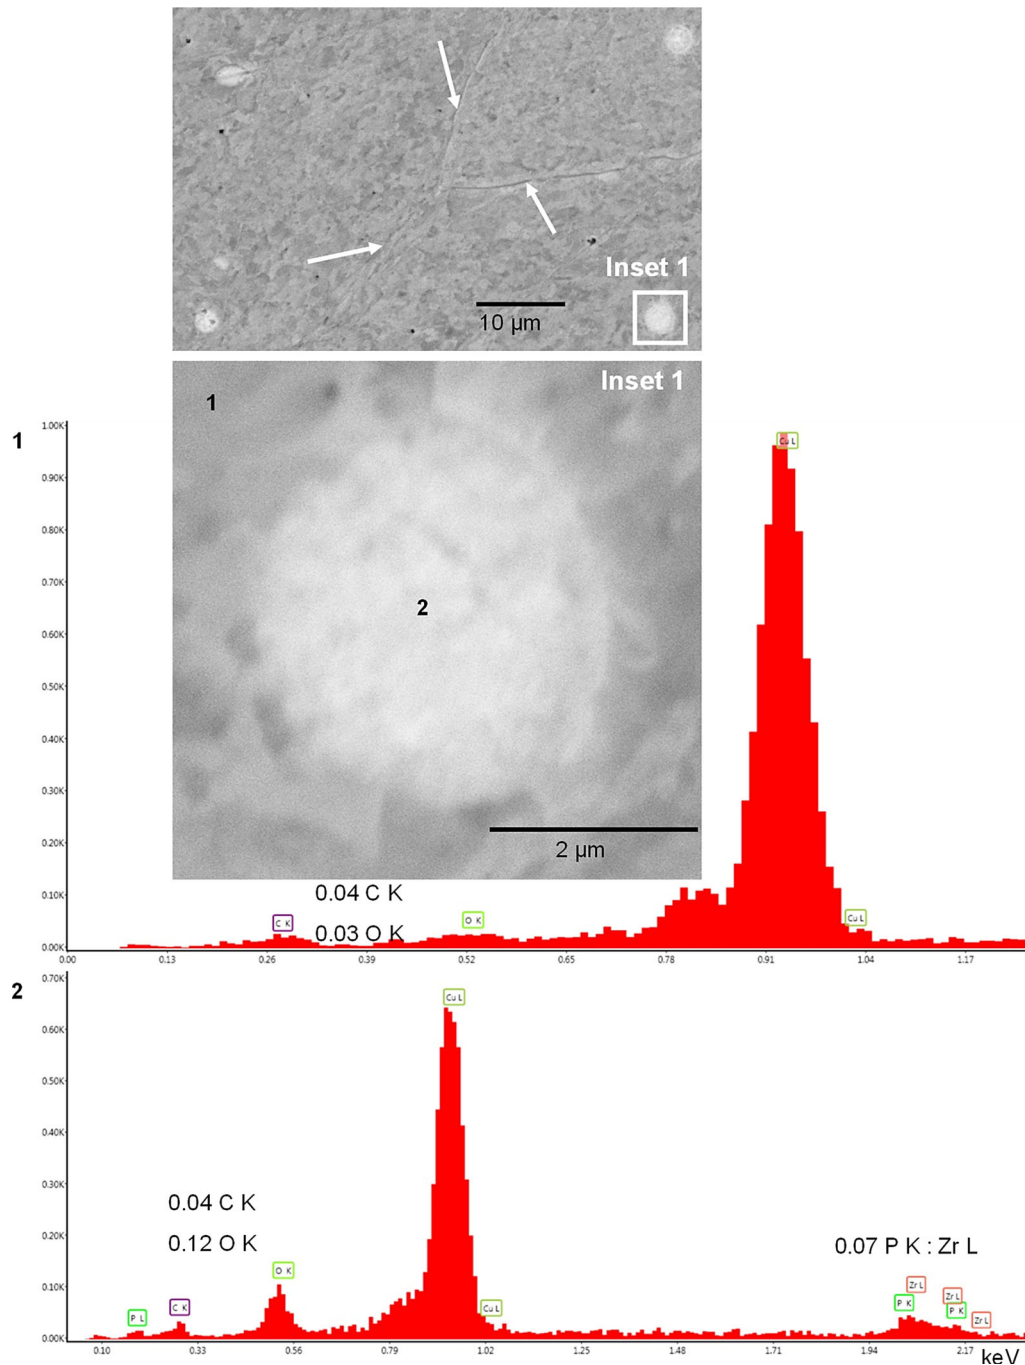 Inset 1
10 µm
Inset 1
1
2
2 µm
1
1.00K
0.90K
0.80K
0.70K
0.60K
0.50K
0.40K
0.30K
0.20K
0.10K
0.00K
Cu L
0.04 C K
0.03 O K
C K
O K
Cu L
0.00
0.13
0.26
0.39
0.52
0.65
0.78
0.91
1.04
1.17
2
0.70K
0.60K
0.50K
0.40K
0.30K
0.20K
0.10K
0.00K
Cu L
0.04 C K
0.12 O K
0.07 P K : Zr L
P L
C K
O K
Cu L
Zr L
P K
Zr L
P K
Zr L
0.10
0.33
0.56
0.79
1.02
1.25
1.48
1.71
1.94
2.17
keV